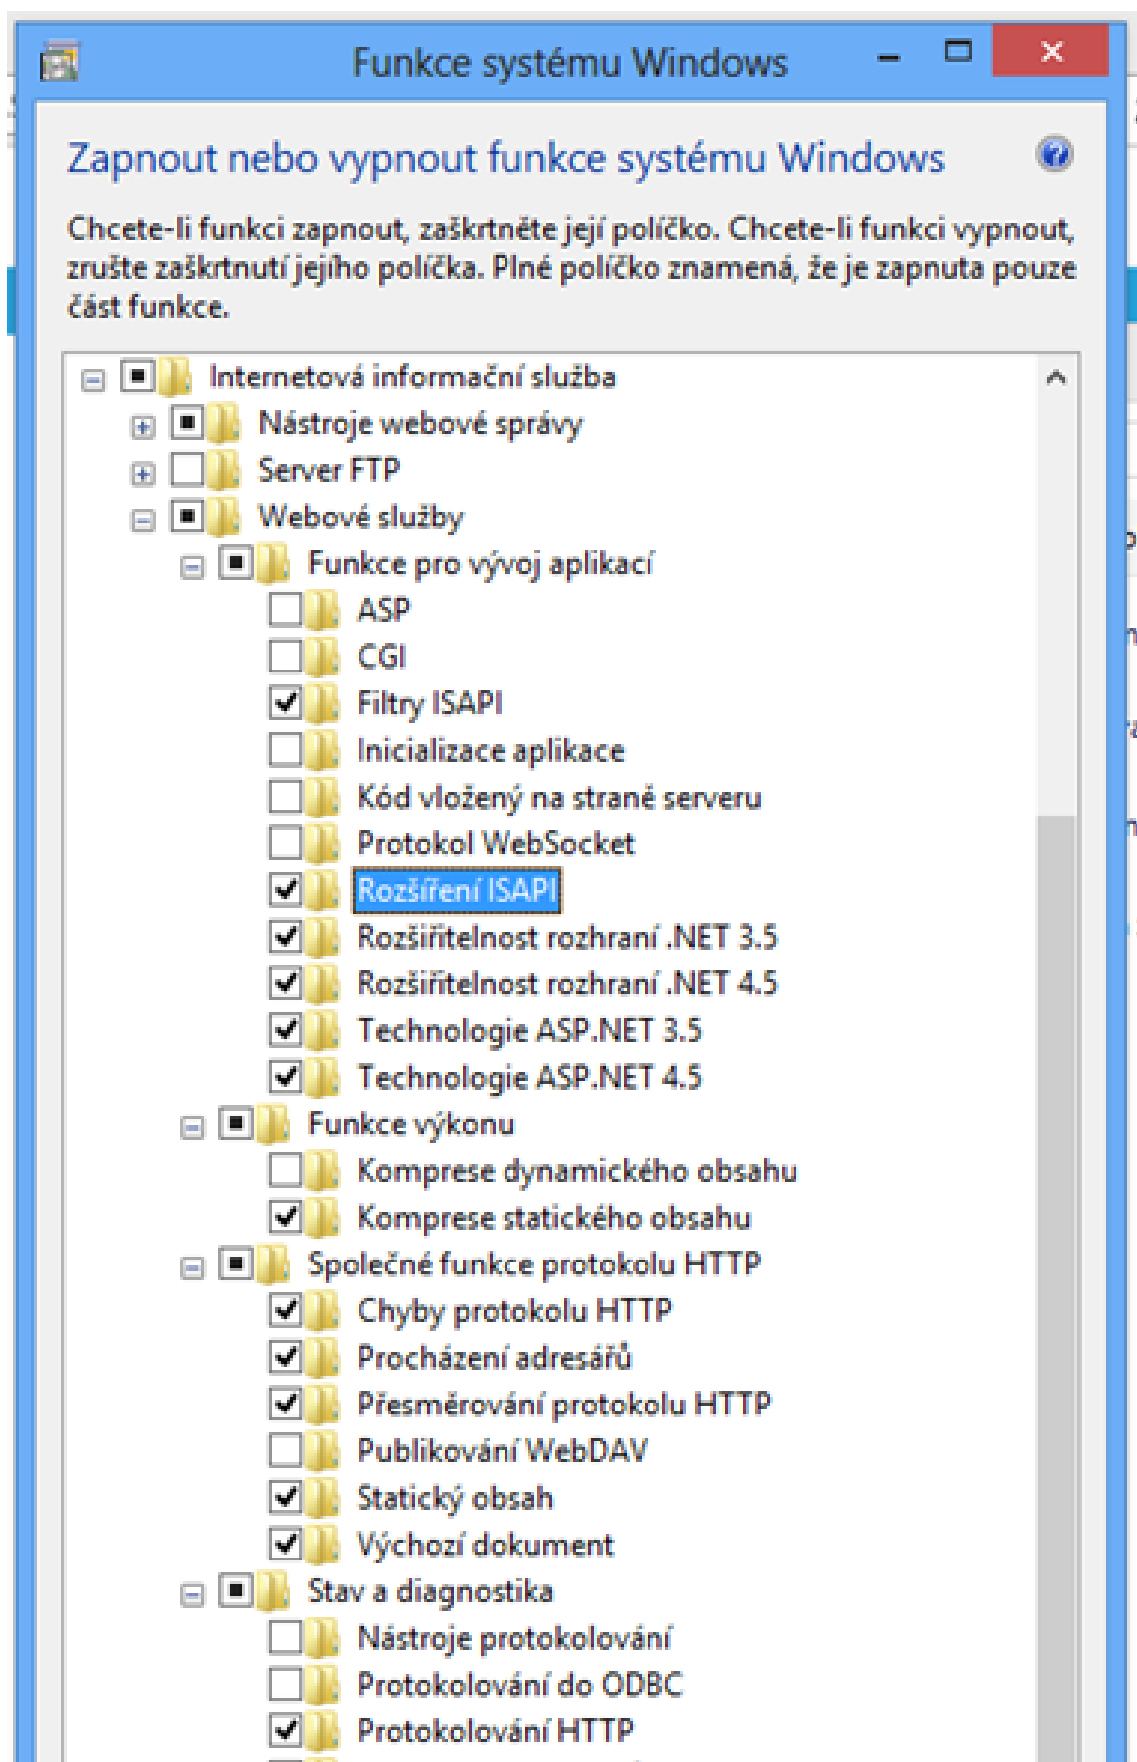 Funkce systému Windows
Zapnout nebo vypnout funkce systému Windows
Chcete-li funkci zapnout, zaškrtněte její políčko. Chcete-li funkci vypnout,
zrušte zaškrtnutí jejího políčka. Plné políčko znamená, že je zapnuta pouze
část funkce.
Internetová informační služba
Nástroje webové správy
Server FTP
Webové služby
Funkce pro vývoj aplikací
ASP
CGI
Filtry ISAPI
Inicializace aplikace
Kód vložený na straně serveru
Protokol WebSocket
Rozšíření ISAPI
Rozšiřitelnost rozhraní .NET 3.5
Rozšiřitelnost rozhraní .NET 4.5
Technologie ASP.NET 3.5
Technologie ASP.NET 4.5
Funkce výkonu
Komprese dynamického obsahu
Komprese statického obsahu
Společné funkce protokolu HTTP
Chyby protokolu HTTP
Procházení adresářů
Přesměrování protokolu HTTP
Publikování WebDAV
Statický obsah
Výchozí dokument
Stav a diagnostika
Nástroje protokolování
Protokolování do ODBC
Protokolování HTTP